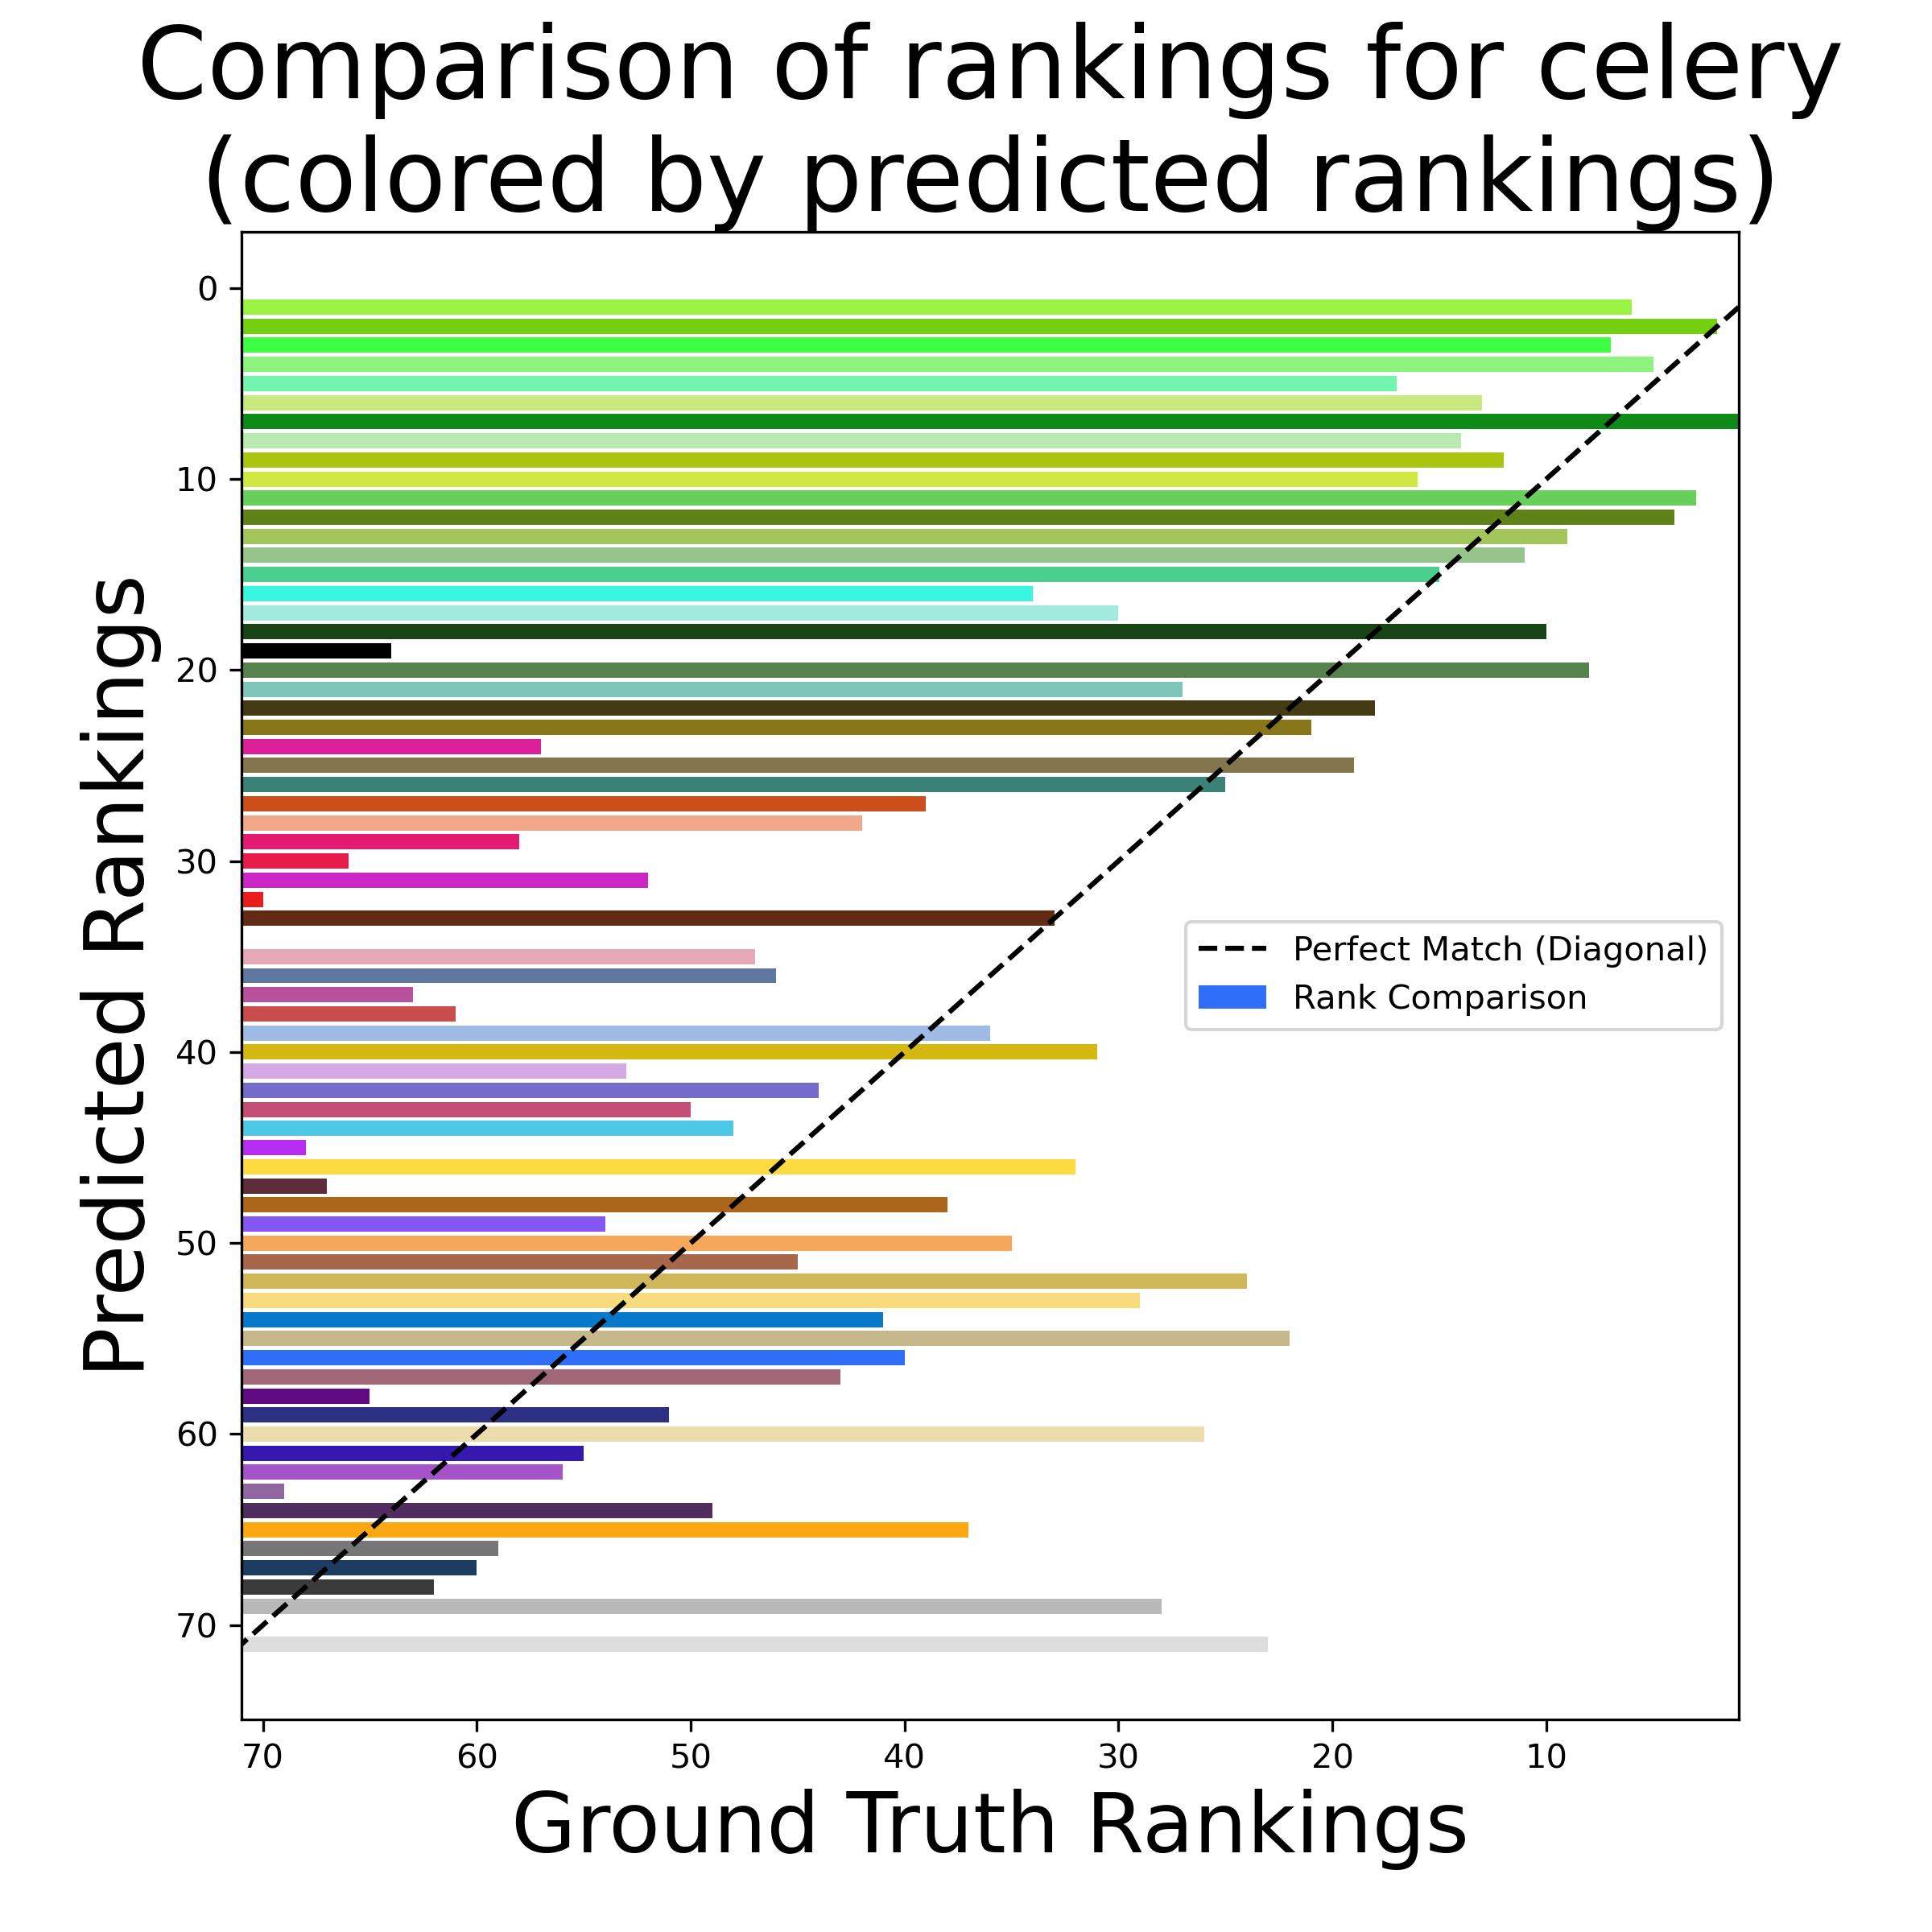 Comparison of rankings for celery
(colored by predicted rankings)
Predicted Rankings
0
10
20
30
40
50
60
70
Perfect Match (Diagonal)
Rank Comparison
70 60 50 40 30 20 10
Ground Truth Rankings